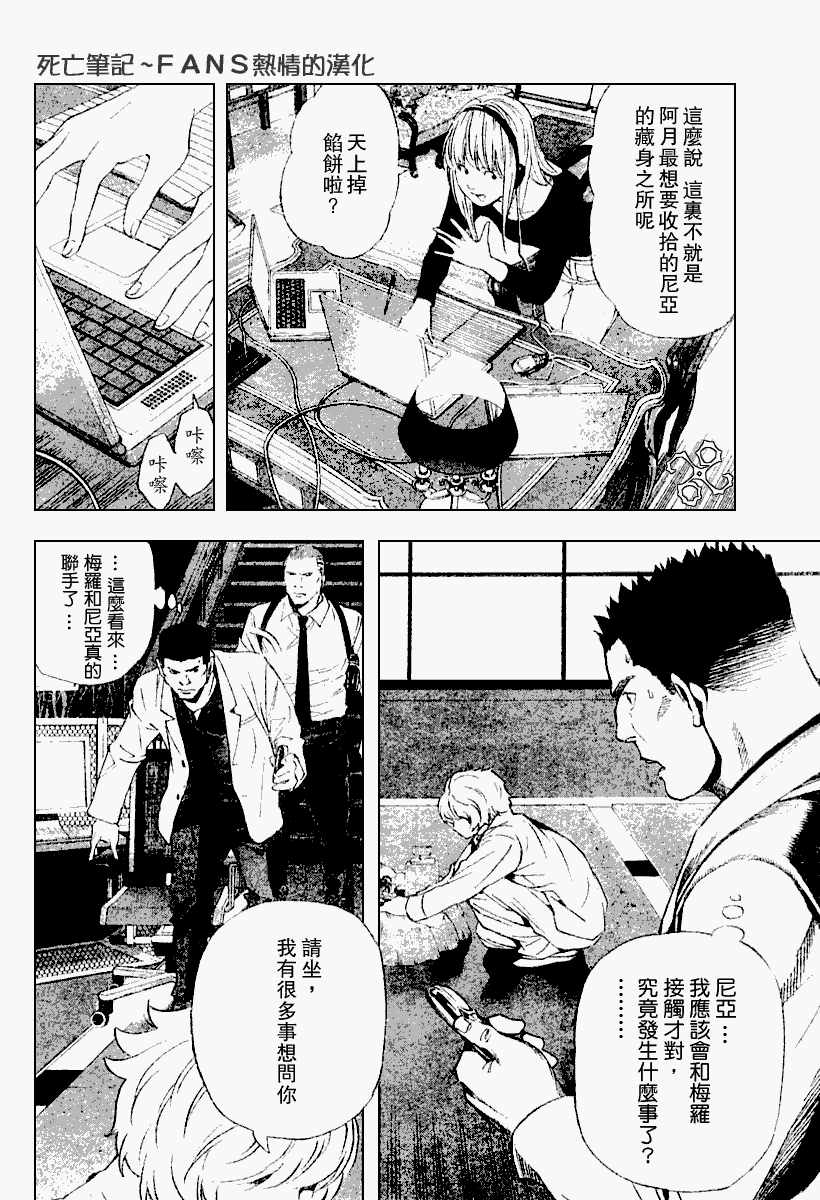 死亡筆記~FANS熱情的漢化
這麼說 這裏不就是
阿月最想要收拾的尼亞
的藏身之所呢
天上掉
餡餅啦？
咔嚓
咔嚓
尼亞…
我應該會和梅羅
接觸才對，
究竟發生什麼事了？
………
…這麼看來…
梅羅和尼亞真的
聯手了…
請坐，
我有很多事想問你